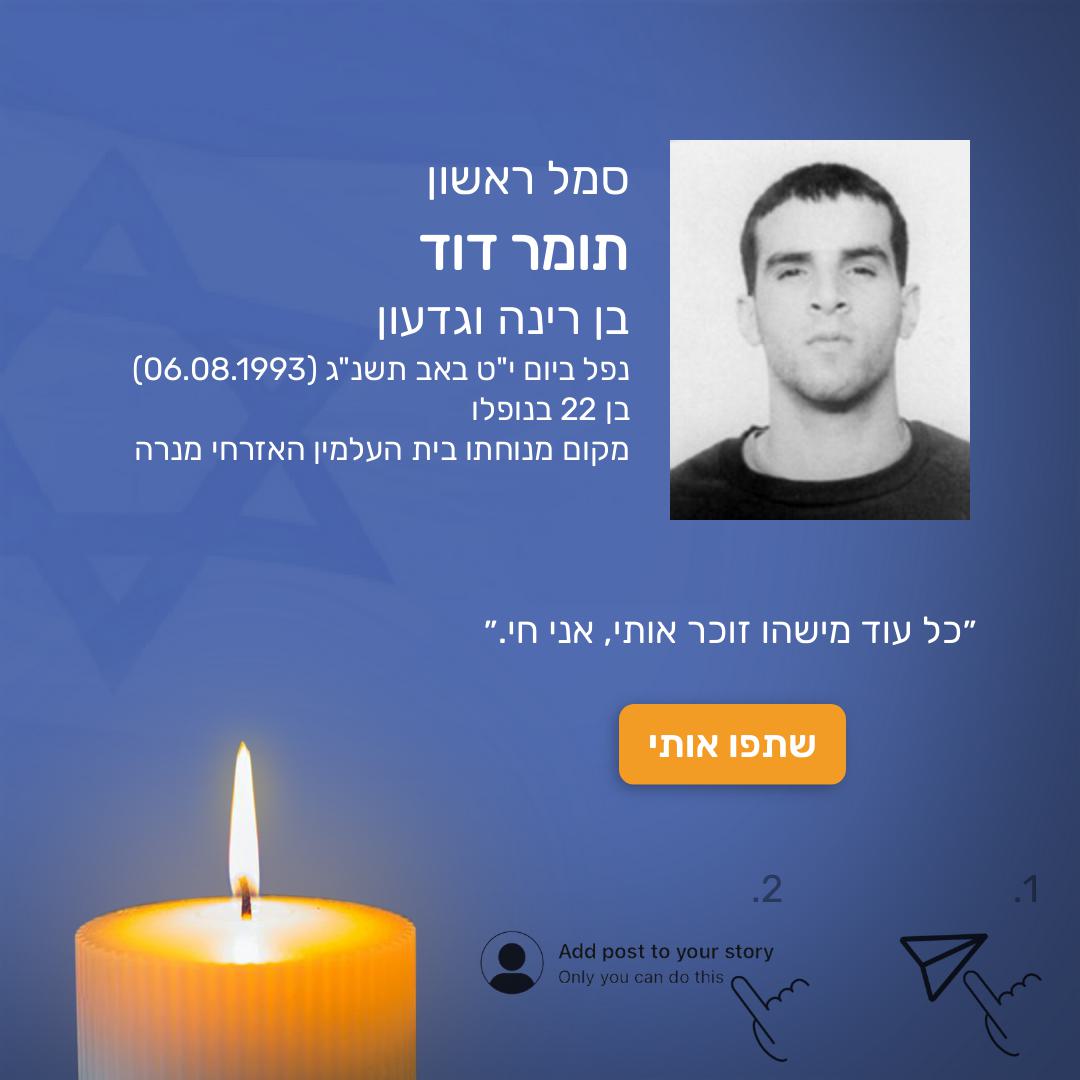 סמל ראשון
תומר דוד
בן רינה וגדעון
נפל ביום י"ט באב תשנ"ג (06.08.1993)
בן 22 בנופלו
מקום מנוחתו בית העלמין האזרחי מנרה
״כל עוד מישהו זוכר אותי, אני חי.״
שתפו אותי
1.
2.
Add post to your story
Only you can do this